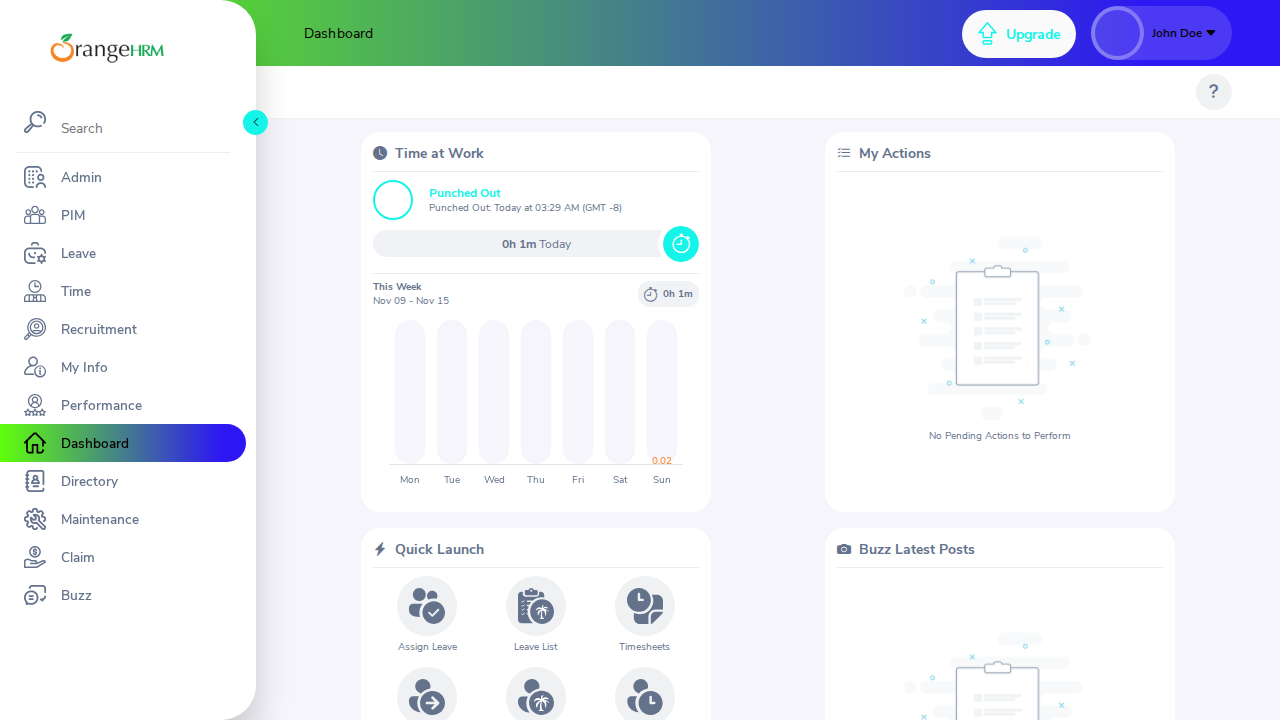 OrangeHRM
Dashboard
Upgrade
John Doe
?
Search
Admin
PIM
Leave
Time
Recruitment
My Info
Performance
Dashboard
Directory
Maintenance
Claim
Buzz
Time at Work
Punched Out
Punched Out: Today at 03:29 AM (GMT -8)
0h 1m Today
This Week
Nov 09 - Nov 15
0h 1m
0.02
Mon Tue Wed Thu Fri Sat Sun
My Actions
No Pending Actions to Perform
Quick Launch
Assign Leave Leave List Timesheets
Buzz Latest Posts